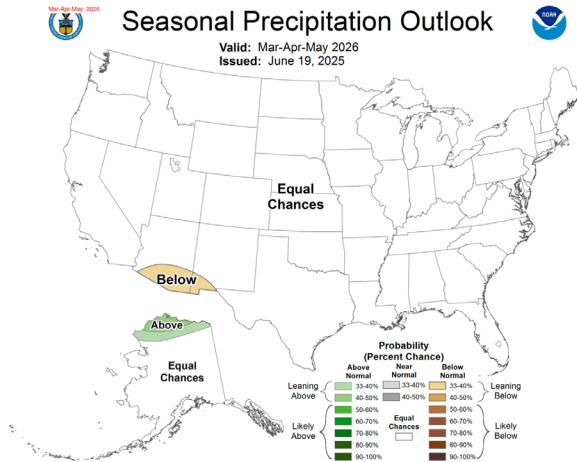 Mar-Apr-May 2026
Seasonal Precipitation Outlook
NOAA
Valid: Mar-Apr-May 2026
Issued: June 19, 2025
Equal
Chances
Below
Above
Equal
Chances
Probability
(Percent Chance)
Above Normal
Near Normal
Below Normal
Leaning Above
33-40%
40-50%
Likely Above
50-60%
60-70%
70-80%
80-90%
90-100%
33-40%
40-50%
Equal Chances
33-40%
40-50%
Leaning Below
50-60%
60-70%
70-80%
80-90%
90-100%
Likely Below